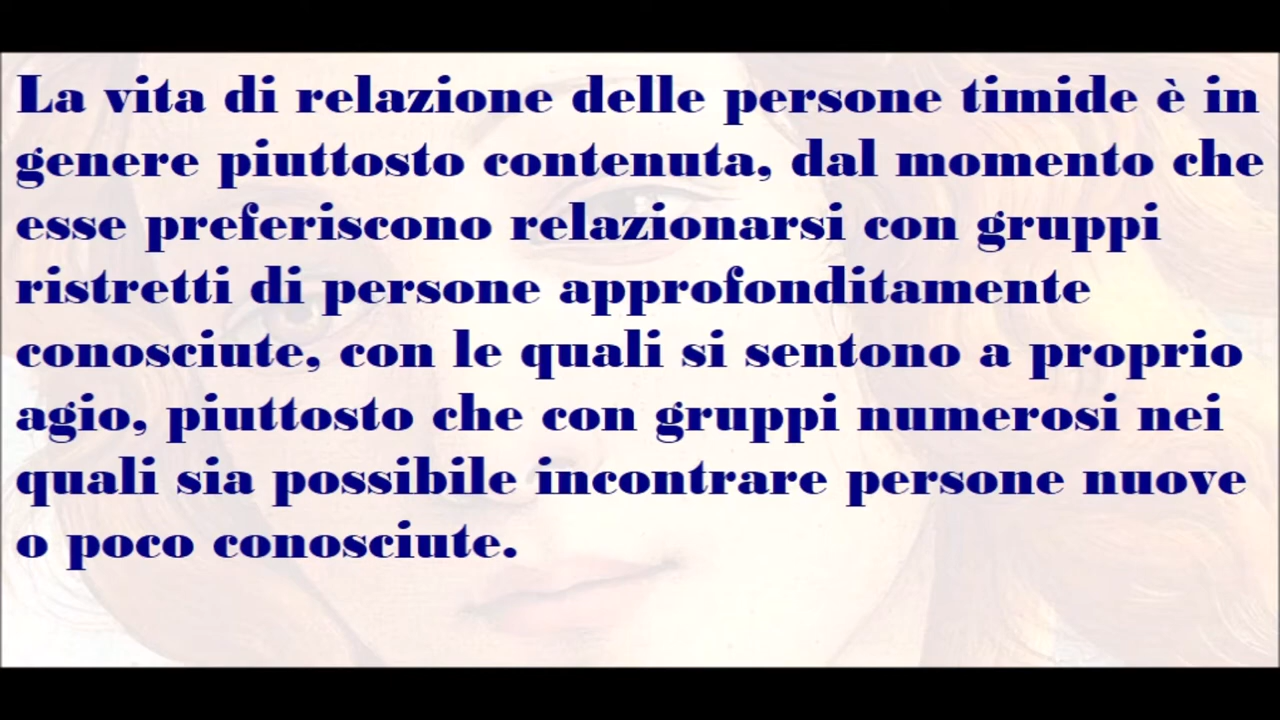 La vita di relazione delle persone timide è in
genere piuttosto contenuta, dal momento che
esse preferiscono relazionarsi con gruppi
ristretti di persone approfonditamente
conosciute, con le quali si sentono a proprio
agio, piuttosto che con gruppi numerosi nei
quali sia possibile incontrare persone nuove
o poco conosciute.